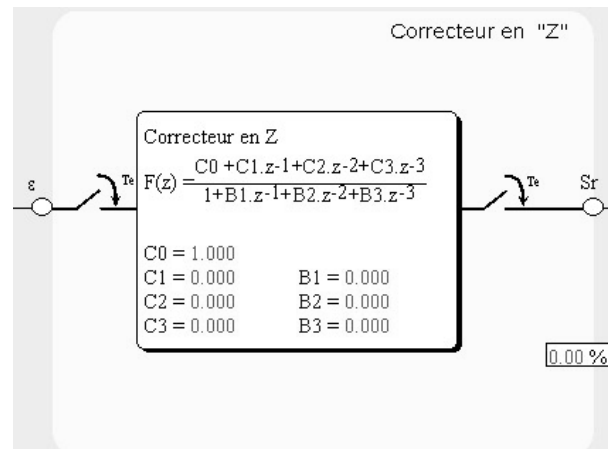 Correcteur en "Z"
Correcteur en Z
F(z) = C0 +C1.z-1+C2.z-2+C3.z-3
1+B1.z-1+B2.z-2+B3.z-3
ε
Te
Te
Sr
C0 = 1.000
C1 = 0.000 B1 = 0.000
C2 = 0.000 B2 = 0.000
C3 = 0.000 B3 = 0.000
0.00 %